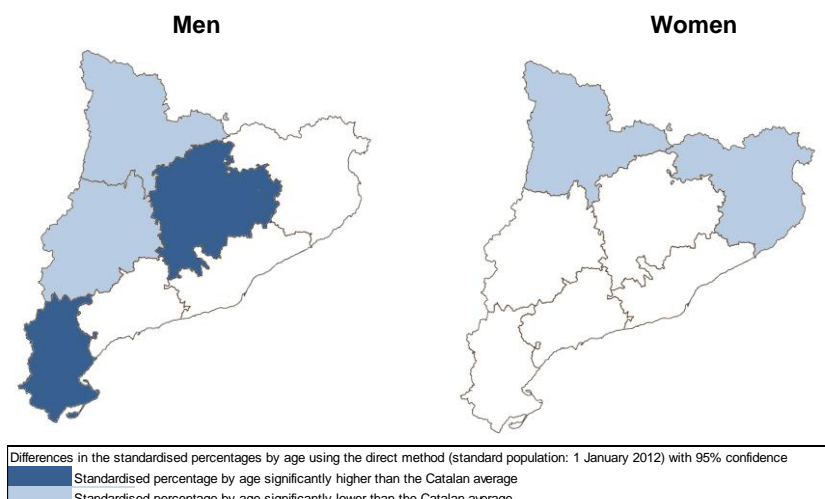 Men
Women
Differences in the standardised percentages by age using the direct method (standard population: 1 January 2012) with 95% confidence
Standardised percentage by age significantly higher than the Catalan average
Standardised percentage by age significantly lower than the Catalan average